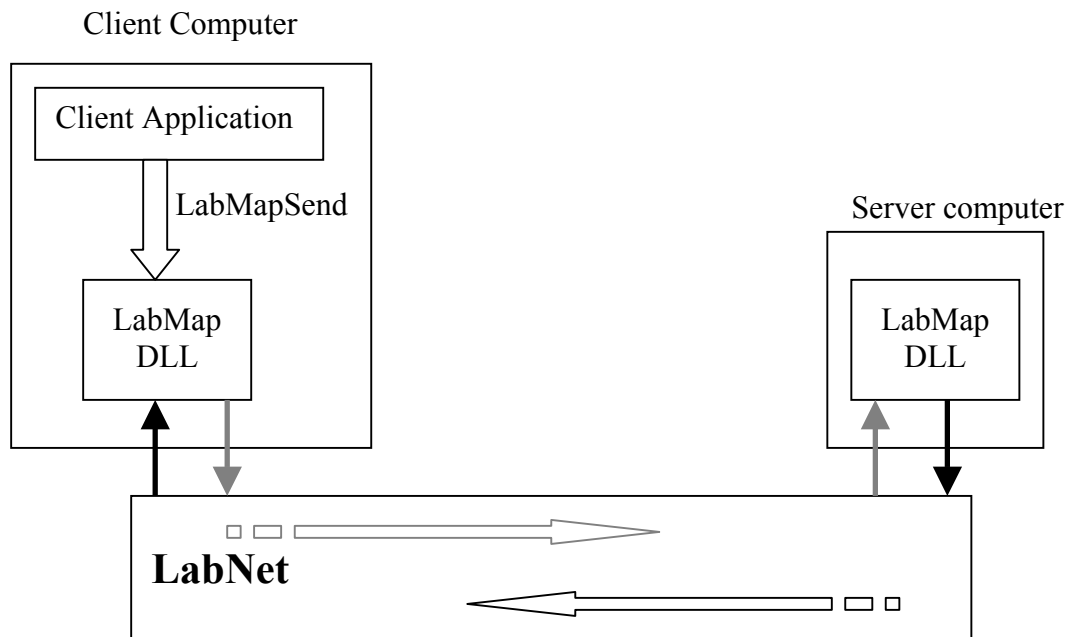 Client Computer
Client Application
LabMapSend
Server computer
LabMap
DLL
LabMap
DLL
LabNet